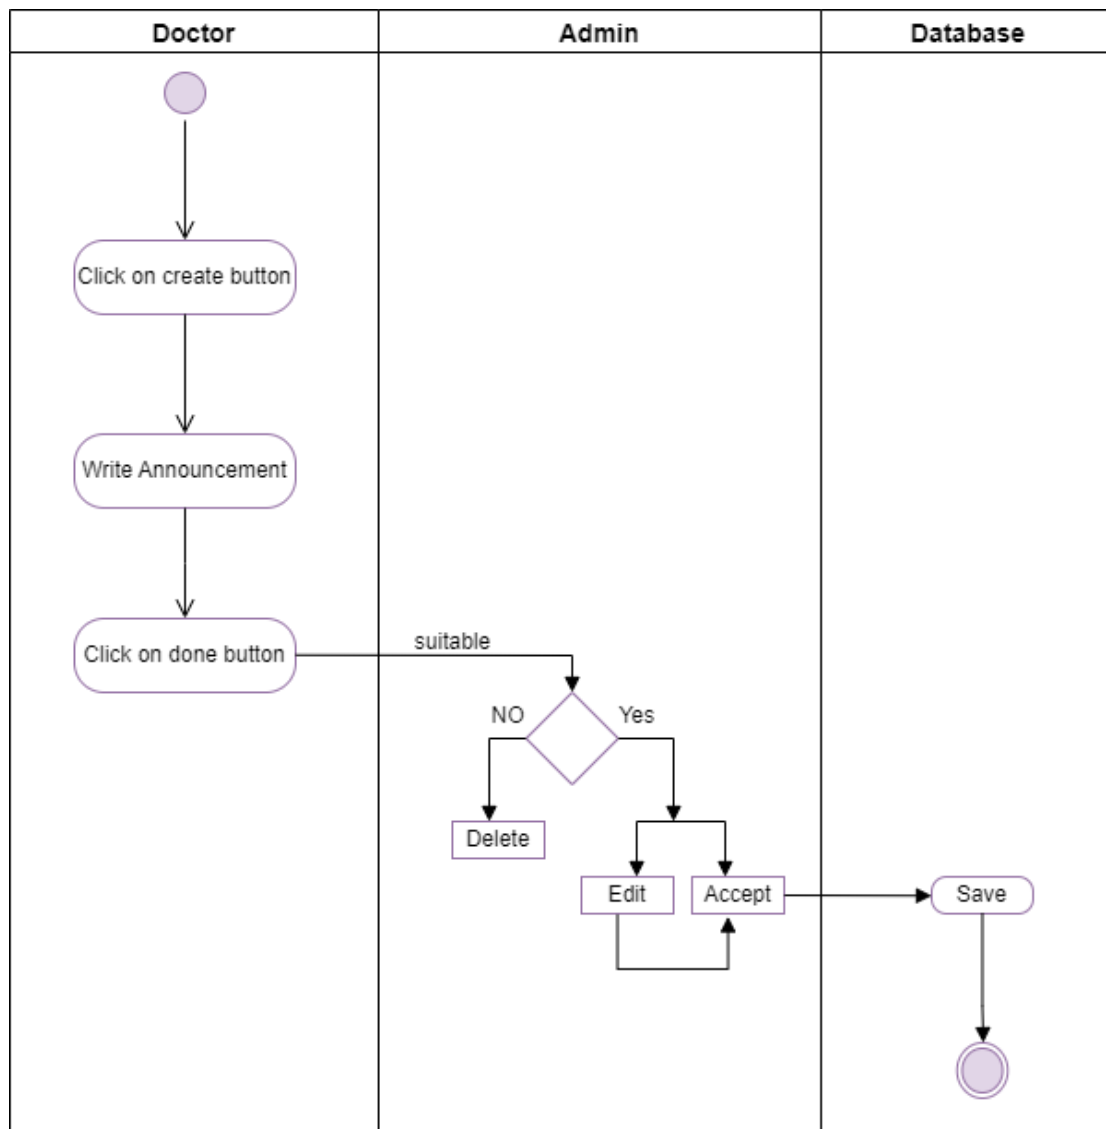 Doctor
Admin
Database
Click on create button
Write Announcement
Click on done button
suitable
NO
Yes
Delete
Edit
Accept
Save